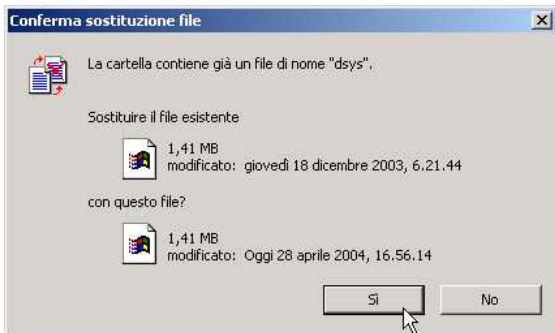 Conferma sostituzione file
La cartella contiene già un file di nome "dsys".
Sostituire il file esistente
1,41 MB
modificato: giovedì 18 dicembre 2003, 6.21.44
con questo file?
1,41 MB
modificato: Oggi 28 aprile 2004, 16.56.14
Sì
No